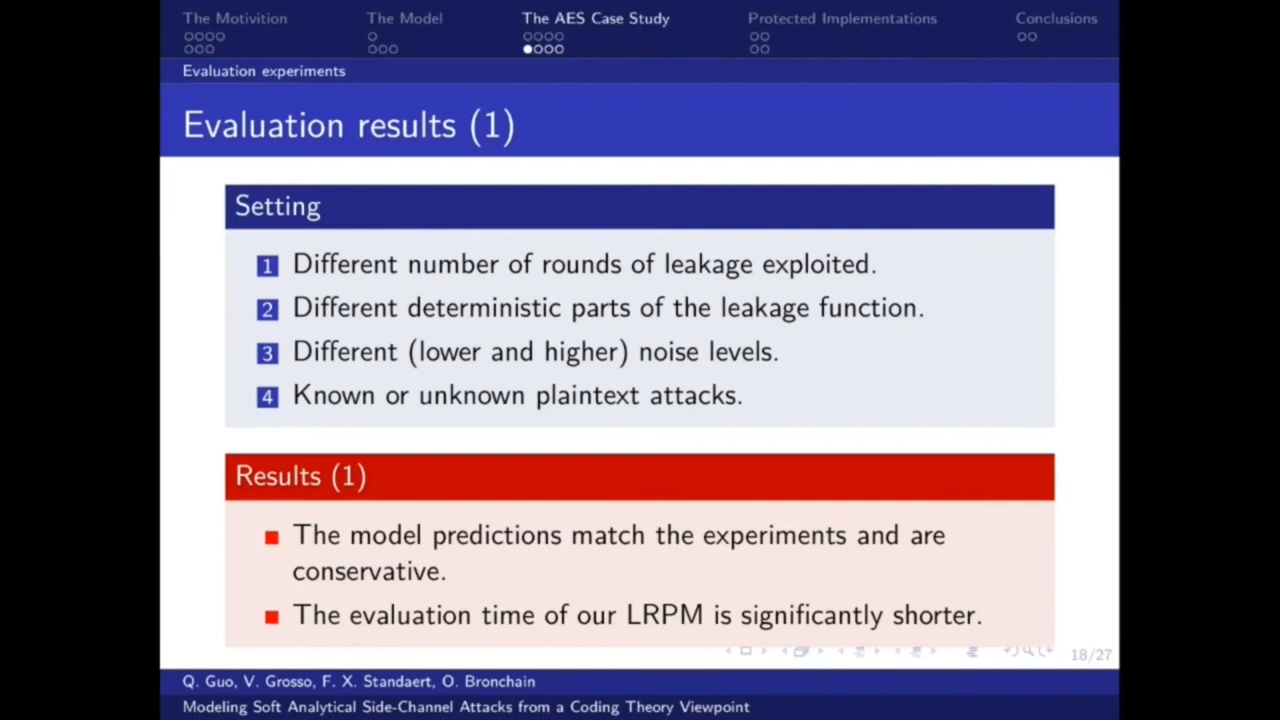 The Motivition The Model The AES Case Study Protected Implementations Conclusions
Evaluation experiments
Evaluation results (1)
Setting
1 Different number of rounds of leakage exploited.
2 Different deterministic parts of the leakage function.
3 Different (lower and higher) noise levels.
4 Known or unknown plaintext attacks.
Results (1)
The model predictions match the experiments and are
conservative.
The evaluation time of our LRPM is significantly shorter.
18/27
Q. Guo, V. Grosso, F. X. Standaert, O. Bronchain
Modeling Soft Analytical Side-Channel Attacks from a Coding Theory Viewpoint